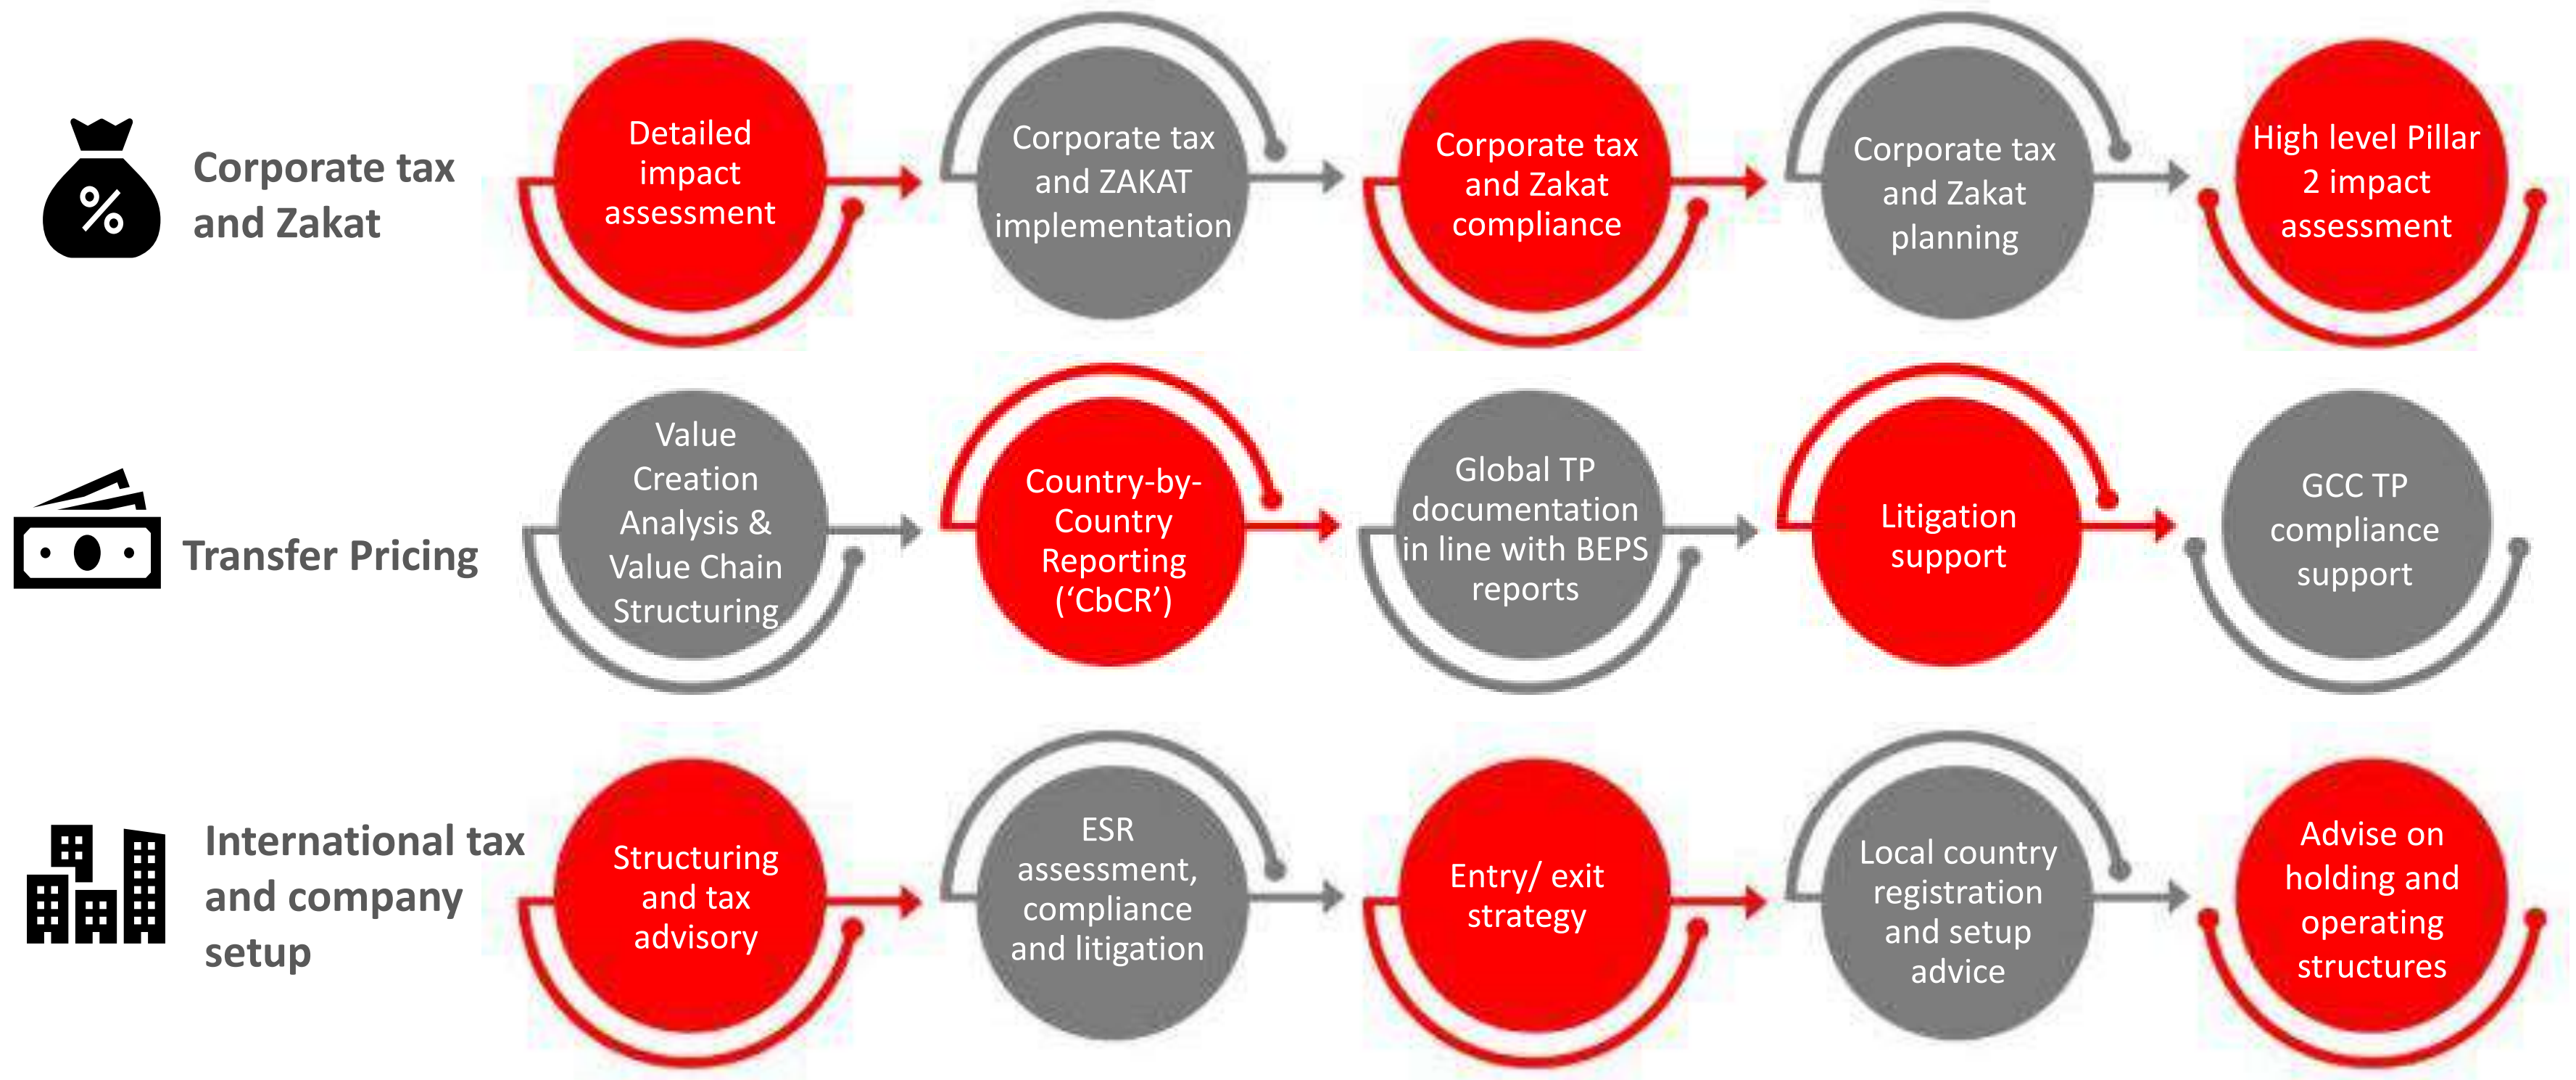 Corporate tax
and Zakat
Detailed
impact
assessment
Corporate tax
and ZAKAT
implementation
Corporate tax
and Zakat
compliance
Corporate tax
and Zakat
planning
High level Pillar
2 impact
assessment
Transfer Pricing
Value
Creation
Analysis &
Value Chain
Structuring
Country-by-
Country
Reporting
(‘CbCR’)
Global TP
documentation
in line with BEPS
reports
Litigation
support
GCC TP
compliance
support
International tax
and company
setup
Structuring
and tax
advisory
ESR
assessment,
compliance
and litigation
Entry/ exit
strategy
Local country
registration
and setup
advice
Advise on
holding and
operating
structures